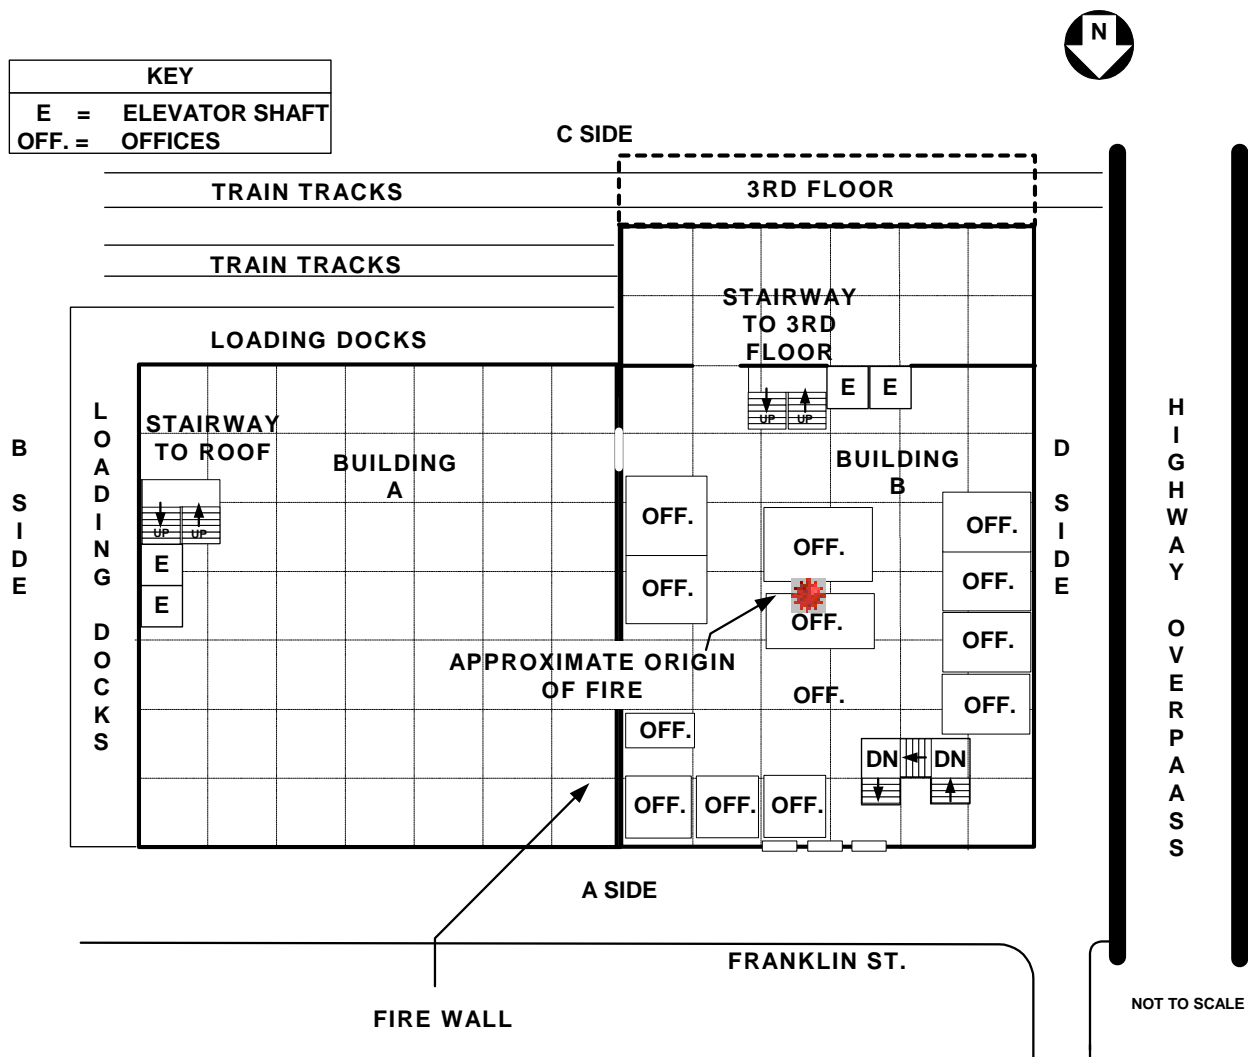 N
KEY
E = ELEVATOR SHAFT
OFF. = OFFICES
C SIDE
TRAIN TRACKS
3RD FLOOR
TRAIN TRACKS
STAIRWAY
TO 3RD
FLOOR
LOADING DOCKS
E E
UP UP
STAIRWAY
TO ROOF
BUILDING
A
BUILDING
B
B SIDE
LOADING DOCKS
D SIDE
HIGHWAY OVERPAASS
UP UP
E
E
OFF.
OFF.
OFF.
OFF.
OFF.
OFF.
OFF.
APPROXIMATE ORIGIN
OF FIRE
OFF.
OFF.
OFF.
OFF.
DN DN
OFF. OFF. OFF.
A SIDE
FRANKLIN ST.
FIRE WALL
NOT TO SCALE